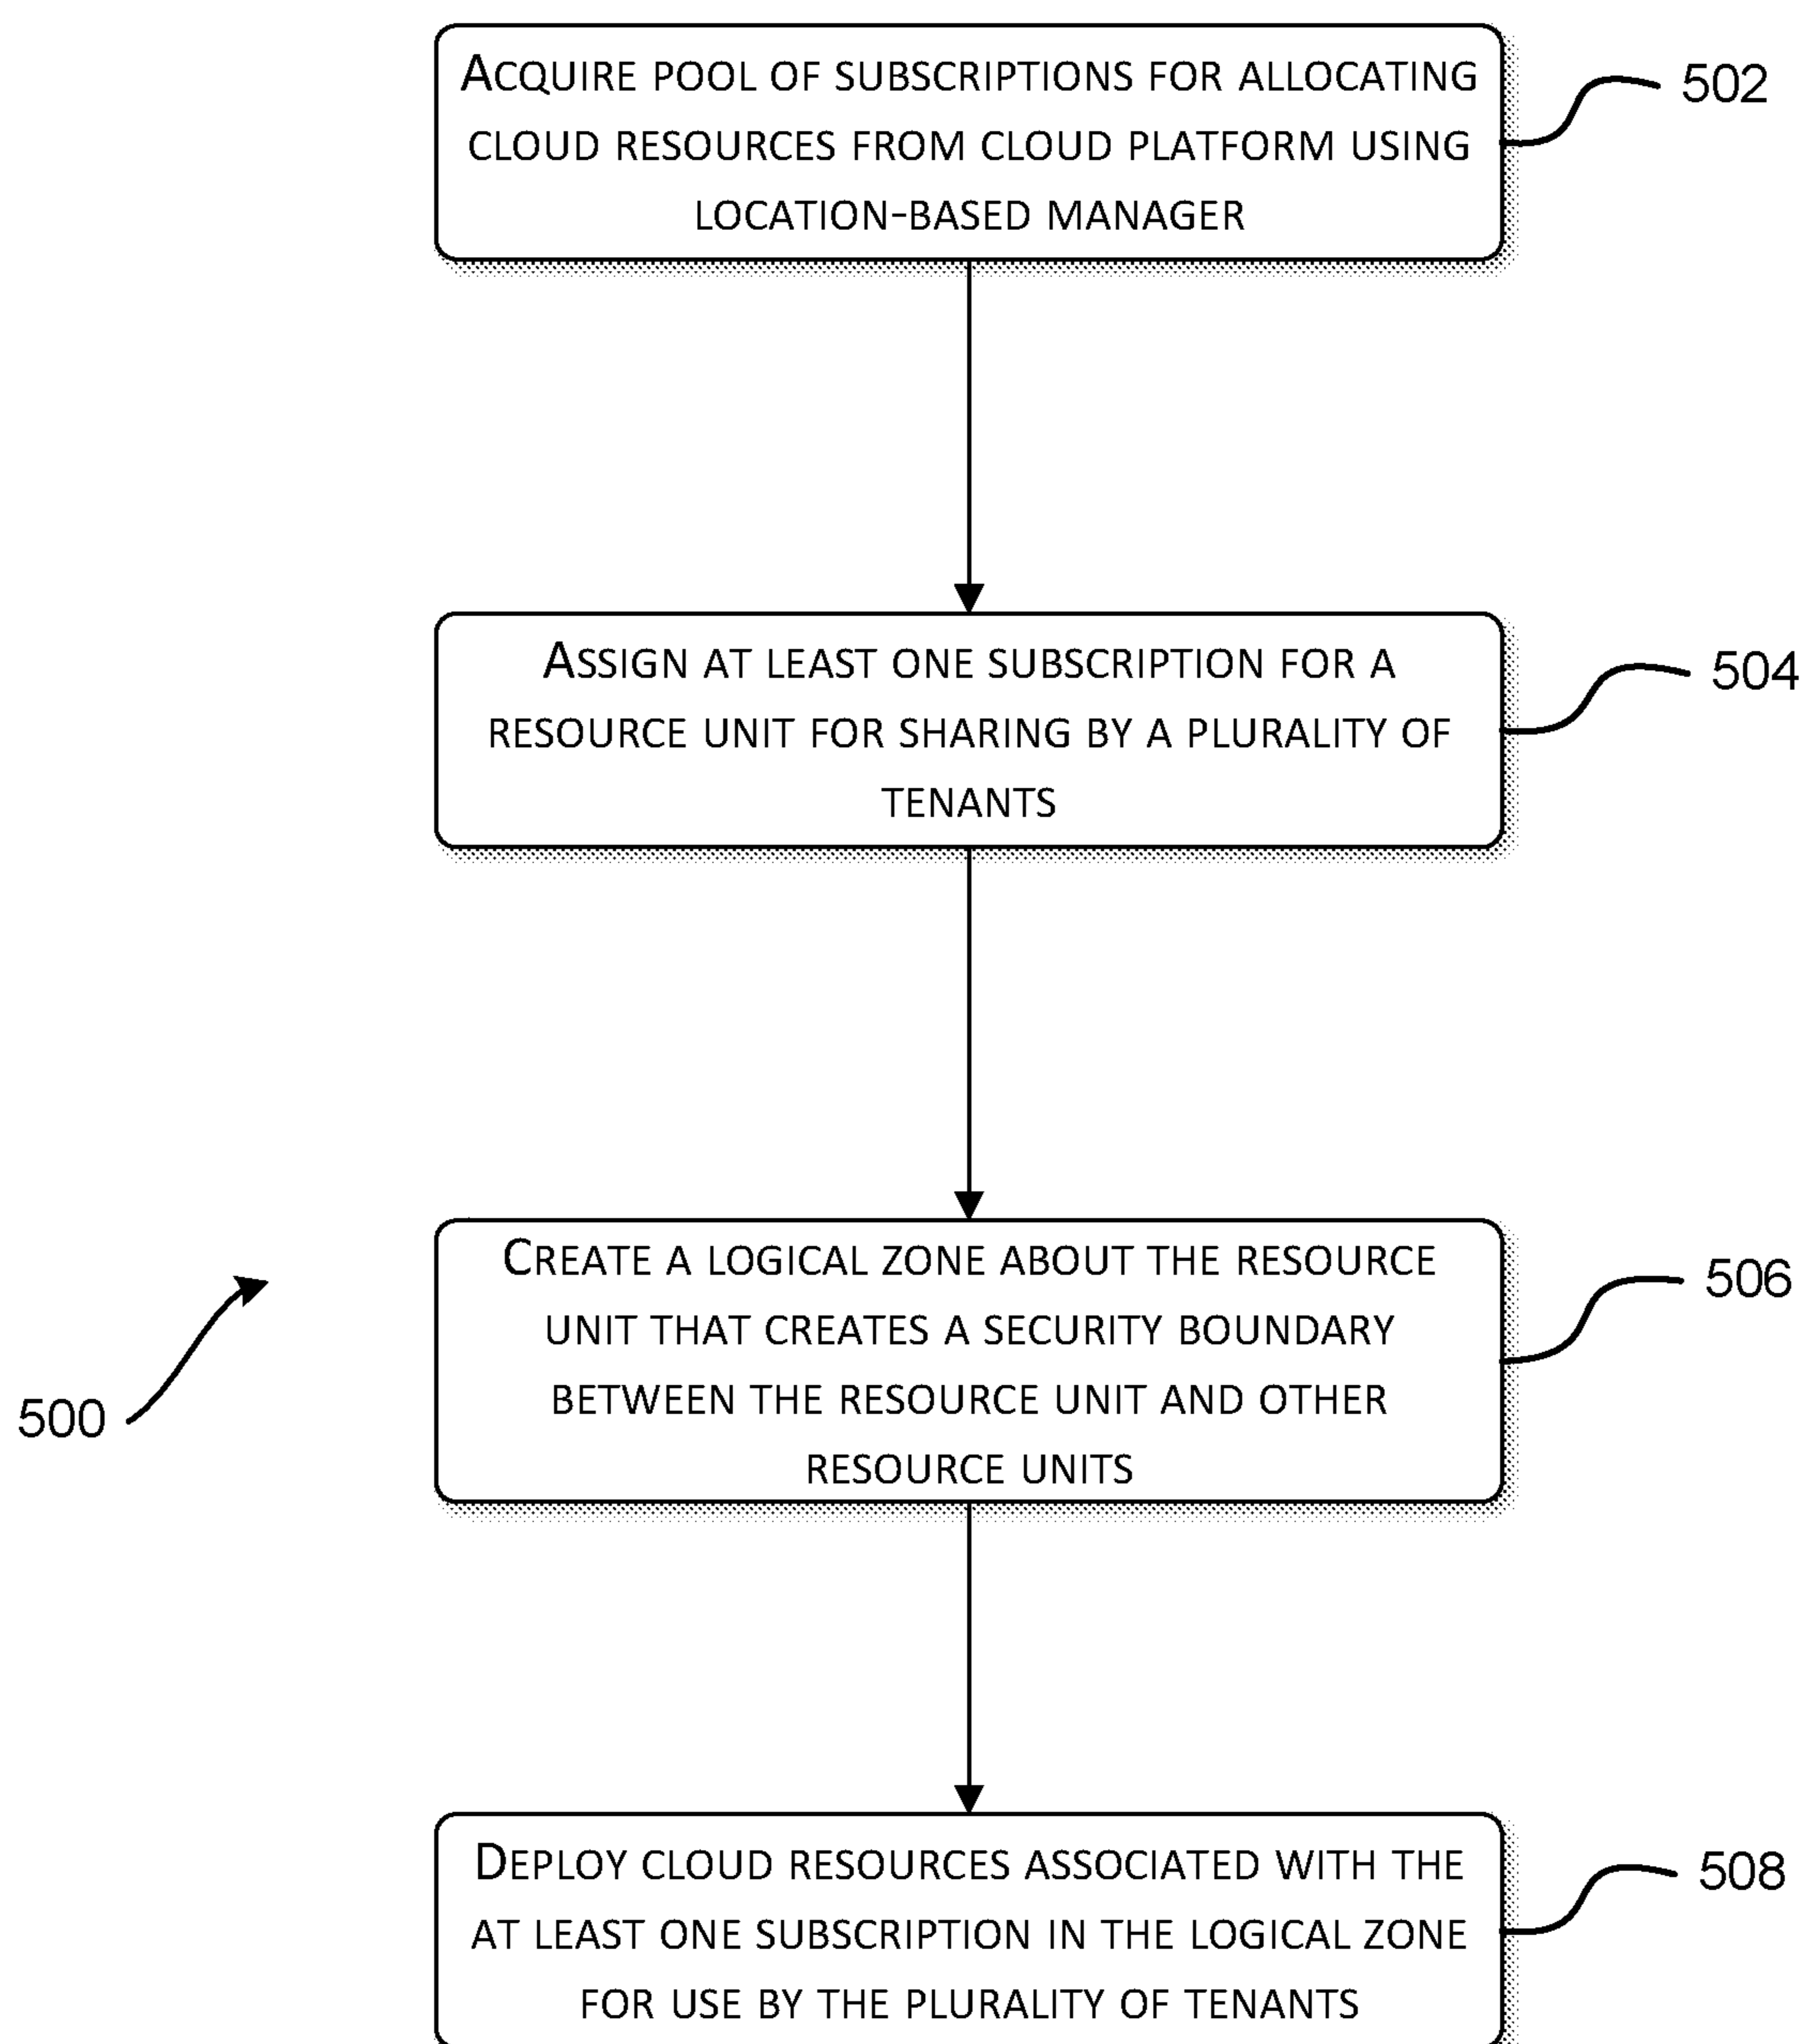 ACQUIRE POOL OF SUBSCRIPTIONS FOR ALLOCATING
CLOUD RESOURCES FROM CLOUD PLATFORM USING
LOCATION-BASED MANAGER
502
ASSIGN AT LEAST ONE SUBSCRIPTION FOR A
RESOURCE UNIT FOR SHARING BY A PLURALITY OF
TENANTS
504
CREATE A LOGICAL ZONE ABOUT THE RESOURCE
UNIT THAT CREATES A SECURITY BOUNDARY
BETWEEN THE RESOURCE UNIT AND OTHER
RESOURCE UNITS
506
500
DEPLOY CLOUD RESOURCES ASSOCIATED WITH THE
AT LEAST ONE SUBSCRIPTION IN THE LOGICAL ZONE
FOR USE BY THE PLURALITY OF TENANTS
508